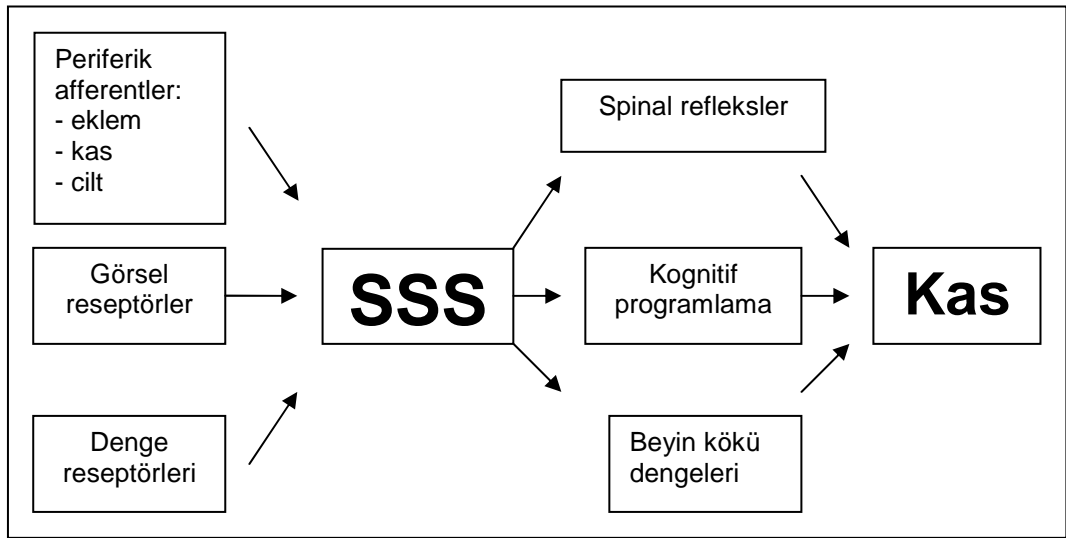 Periferik
afferentler:
- eklem
- kas
- cilt
Görsel
reseptörler
Denge
reseptörleri
SSS
Spinal refleksler
Kognitif
programlama
Beyin kökü
dengeleri
Kas